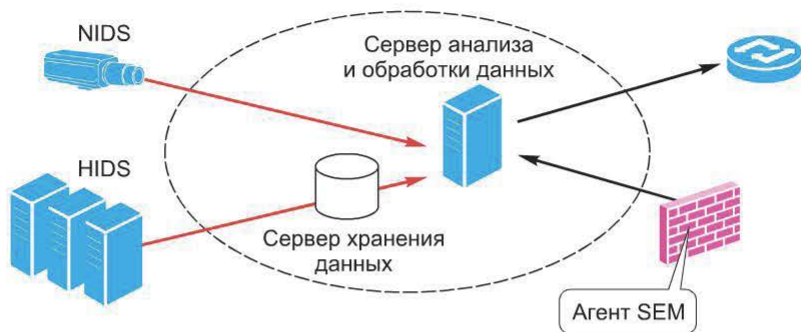 NIDS
Сервер анализа
и обработки данных
HIDS
Сервер хранения
данных
Агент SEM